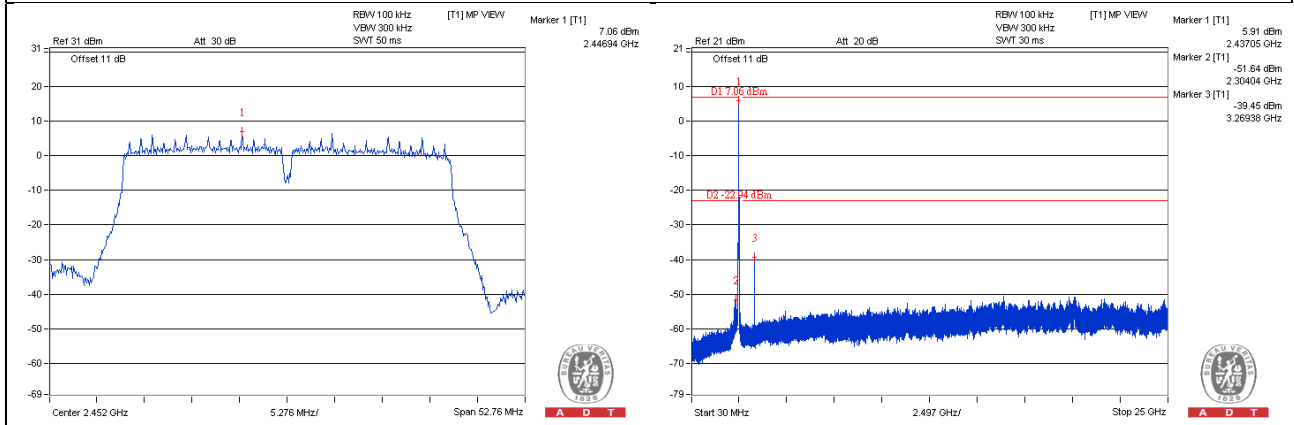 RBW 100 kHz [T1] MP VIEW
VBW 300 kHz
Ref 31 dBm Att 30 dB SWT 50 ms
Marker 1 [T1]
7.06 dBm
2.44694 GHz
31
Offset 11 dB
20
10
0
-10
-20
-30
-40
-50
-60
-69
1
Center 2.452 GHz 5.276 MHz/ Span 52.76 MHz
BUREAU VERITAS
1828
A D T
RBW 100 kHz [T1] MP VIEW
VBW 300 kHz
Ref 21 dBm Att 20 dB SWT 30 ms
Marker 1 [T1]
5.91 dBm
2.43705 GHz
Marker 2 [T1]
-51.64 dBm
2.30404 GHz
Marker 3 [T1]
-39.45 dBm
3.26938 GHz
21
Offset 11 dB
10
0
-10
-20
-30
-40
-50
-60
-70
-79
1
D1 7.06 dBm
D2 -22.94 dBm
3
2
Start 30 MHz 2.497 GHz/ Stop 25 GHz
BUREAU VERITAS
1828
A D T